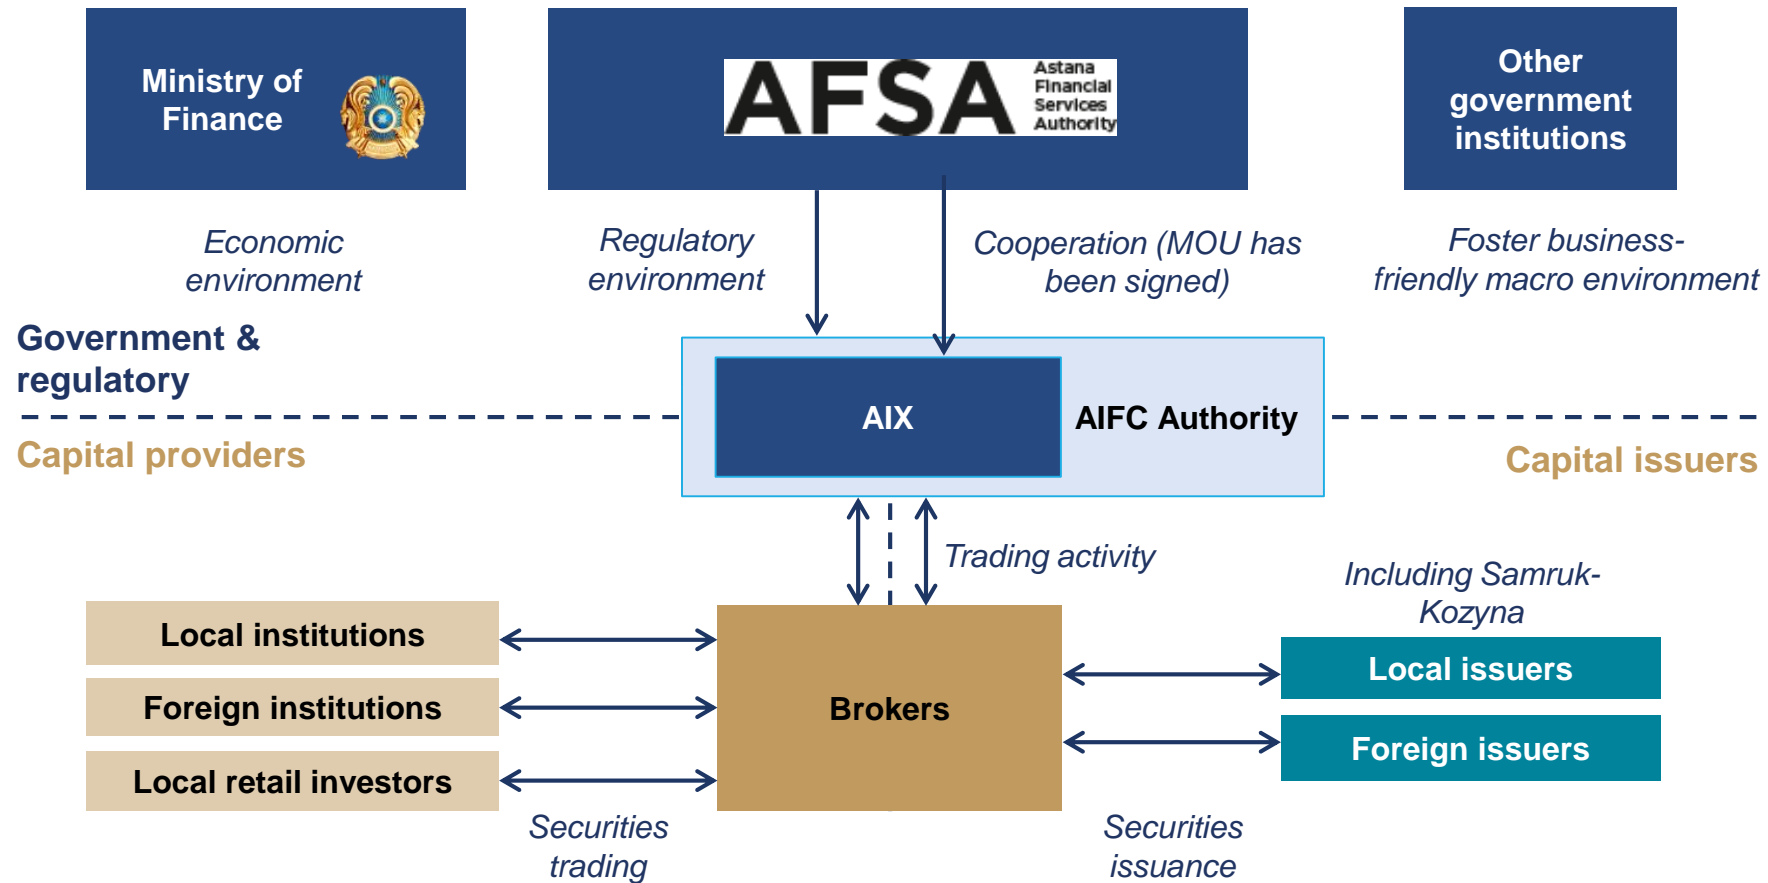 Ministry of
Finance
AFSA
Astana
Financial
Services
Authority
Other
government
institutions
Economic
environment
Regulatory
environment
Cooperation (MOU has
been signed)
Foster business-
friendly macro environment
Government &
regulatory
AIX
AIFC Authority
Capital providers
Capital issuers
Trading activity
Including Samruk-
Kozyna
Local institutions
Foreign institutions
Local retail investors
Brokers
Local issuers
Foreign issuers
Securities
trading
Securities
issuance